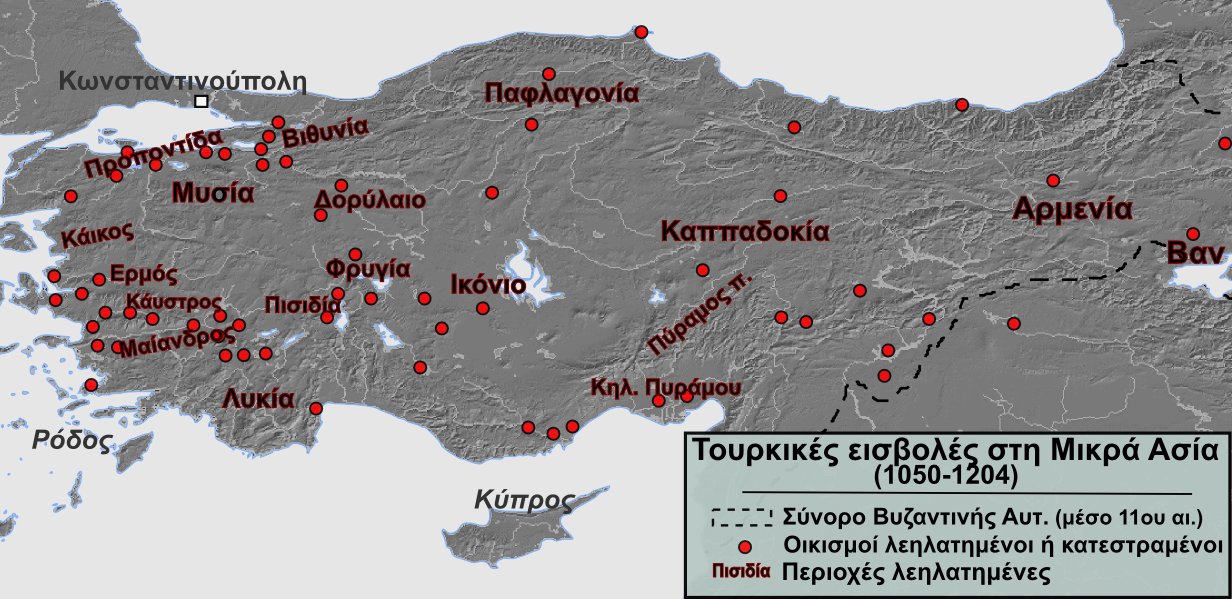 Κωνσταντινούπολη
Παφλαγονία
Προποντίδα
Βιθυνία
Μυσία
Δορύλαιο
Αρμενία
Κάικος
Καππαδοκία
Βαν
Ερμός
Φρυγία
Ικόνιο
Κάυστρος
Πισιδία
Πύραμος π.
Μαίανδρος
Λυκία
Κηλ. Πυράμου
Ρόδος
Κύπρος
Τουρκικές εισβολές στη Μικρά Ασία
(1050-1204)
Σύνορο Βυζαντινής Αυτ. (μέσο 11ου αι.)
Οικισμοί λεηλατημένοι ή κατεστραμένοι
Πισιδία Περιοχές λεηλατημένες